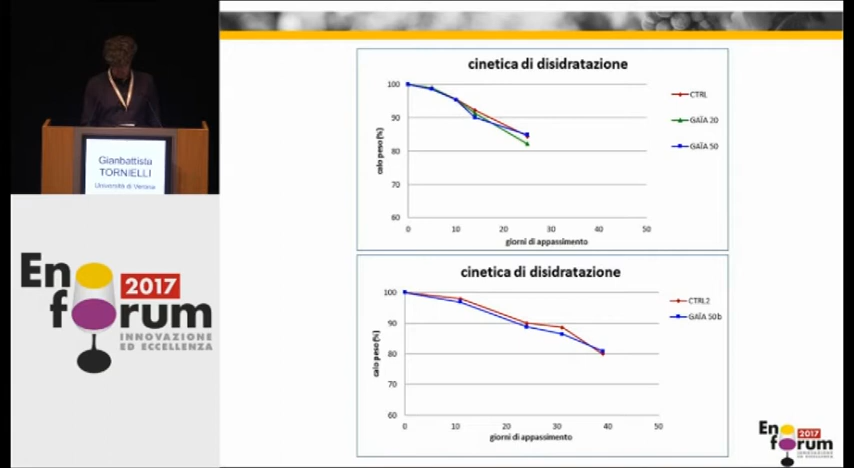 Gianbattista
TORNIELLI
Università di Verona
En
forum
2017
INNOVAZIONE
ED ECCELLENZA
cinetica di disidratazione
calo peso (%)
100
90
80
70
60
0 10 20 30 40 50
giorni di appassimento
CTRL
GAÏA 20
GAÏA 50
cinetica di disidratazione
calo peso (%)
100
90
80
70
60
0 10 20 30 40 50
giorni di appassimento
CTRL2
GAÏA 50b
En
forum
2017
INNOVAZIONE
ED ECCELLENZA